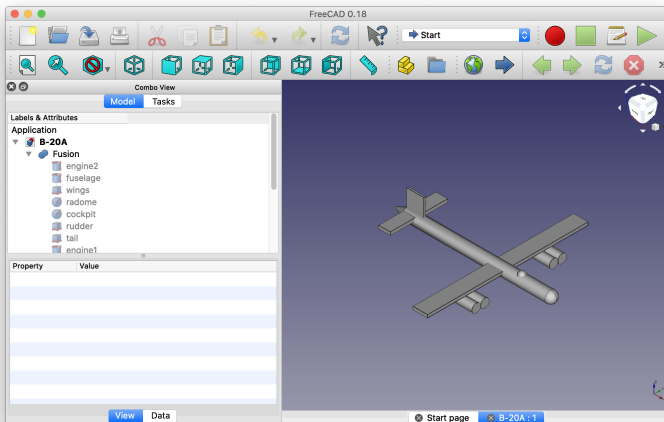 FreeCAD 0.18
Start
Combo View
Model Tasks
Labels & Attributes
Application
B-20A
Fusion
engine2
fuselage
wings
radome
cockpit
rudder
tail
engine1
Property Value
View Data
Start page B-20A : 1